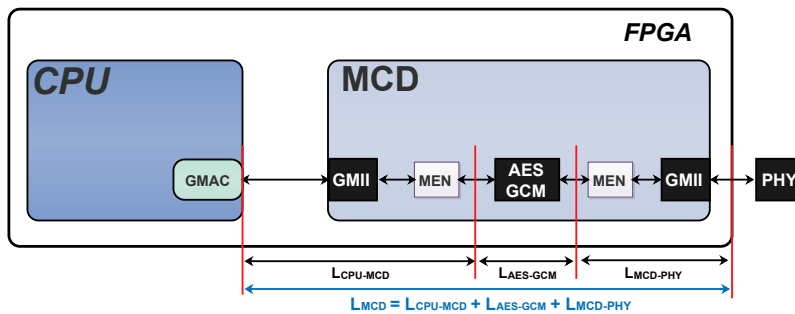 FPGA
CPU
MCD
GMAC
GMII
MEN
AES
GCM
MEN
GMII
PHY
LCPU-MCD
LAES-GCM
LMCD-PHY
LMCD = LCPU-MCD + LAES-GCM + LMCD-PHY